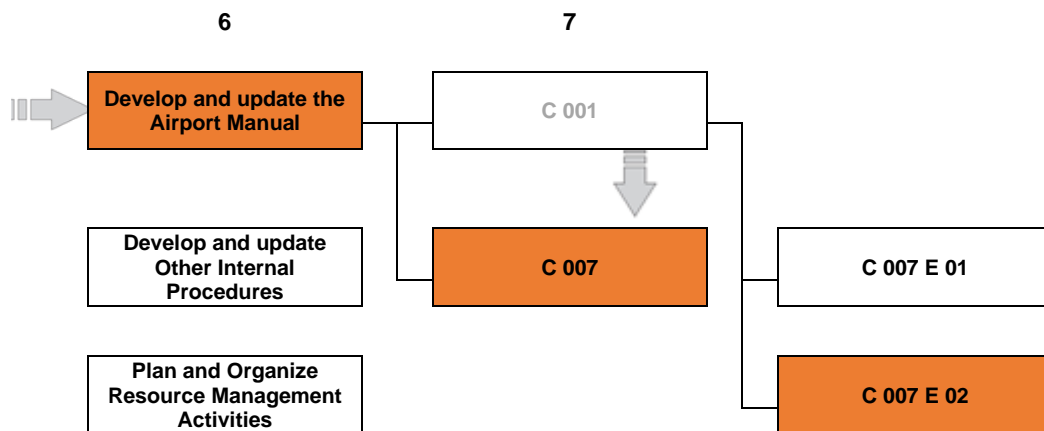 6
7
Develop and update the
Airport Manual
C 001
Develop and update
Other Internal
Procedures
C 007
C 007 E 01
Plan and Organize
Resource Management
Activities
C 007 E 02